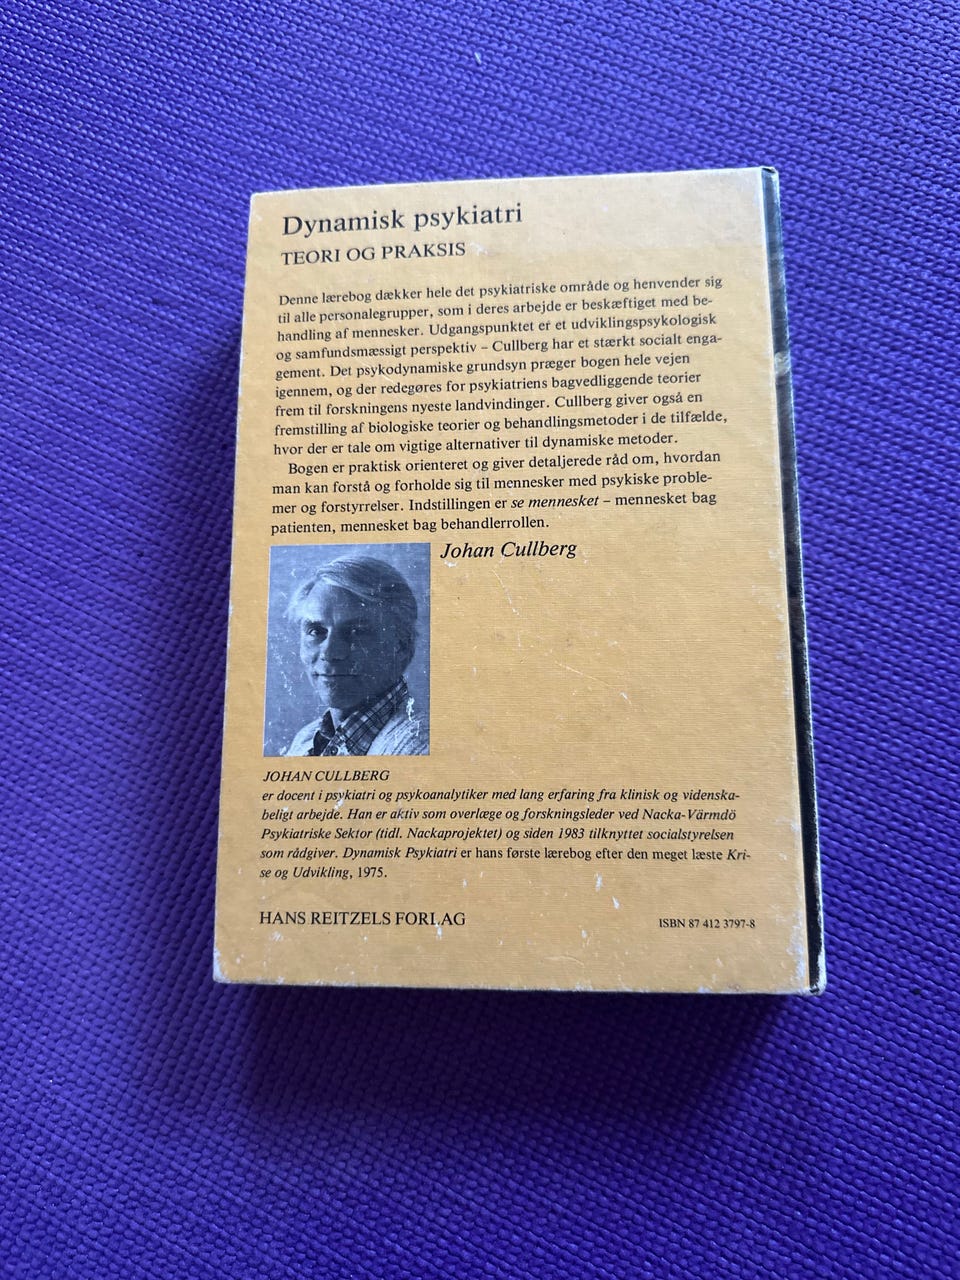 Dynamisk psykiatri
TEORI OG PRAKSIS
Denne lærebog dækker hele det psykiatriske område og henvender sig
til alle personalegrupper, som i deres arbejde er beskæftiget med be-
handling af mennesker. Udgangspunktet er et udviklingspsykologisk
og samfundsmæssigt perspektiv – Cullberg har et stærkt socialt enga-
gement. Det psykodynamiske grundsyn præger bogen hele vejen
igennem, og der redegøres for psykiatriens bagvedliggende teorier
frem til forskningens nyeste landvindinger. Cullberg giver også en
fremstilling af biologiske teorier og behandlingsmetoder i de tilfælde,
hvor der er tale om vigtige alternativer til dynamiske metoder.
Bogen er praktisk orienteret og giver detaljerede råd om, hvordan
man kan forstå og forholde sig til mennesker med psykiske proble-
mer og forstyrrelser. Indstillingen er se mennesket – mennesket bag
patienten, mennesket bag behandlerrollen.
Johan Cullberg
JOHAN CULLBERG
er docent i psykiatri og psykoanalytiker med lang erfaring fra klinisk og videnska-
beligt arbejde. Han er aktiv som overlæge og forskningsleder ved Nacka-Värmdö
Psykiatriske Sektor (tidl. Nackaprojektet) og siden 1983 tilknyttet socialstyrelsen
som rådgiver. Dynamisk Psykiatri er hans første lærebog efter den meget læste Kri-
se og Udvikling, 1975.
HANS REITZELS FORLAG
ISBN 87 412 3797-8